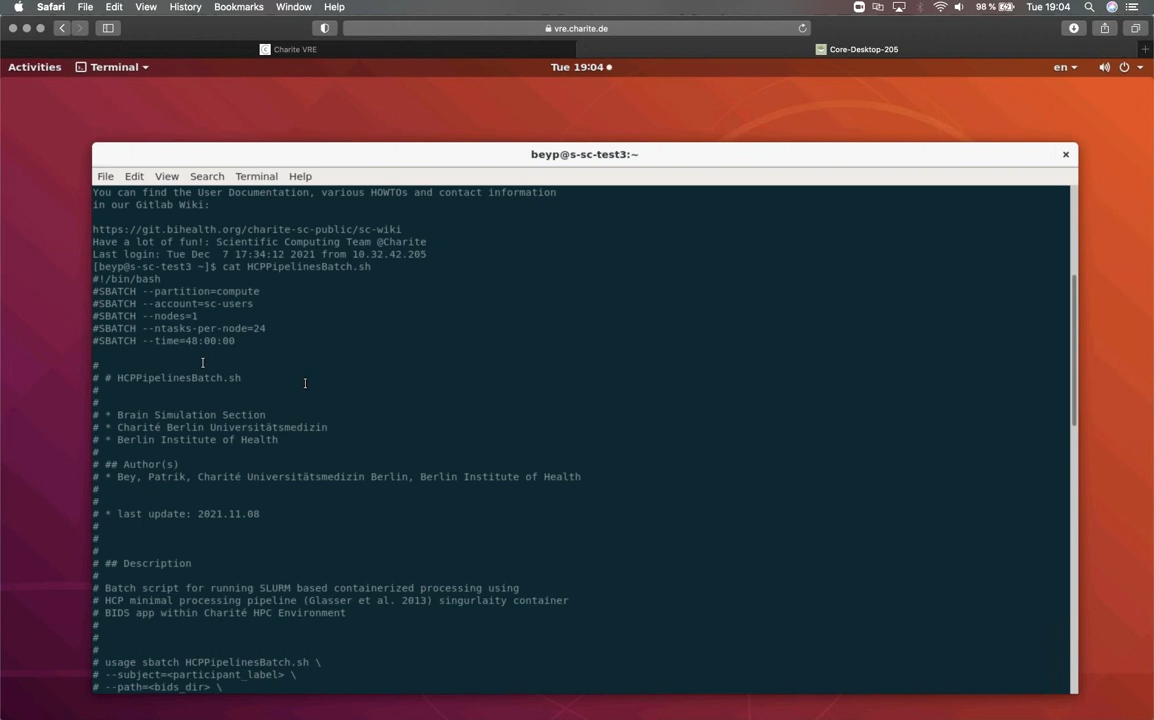 Safari File Edit View History Bookmarks Window Help 98 % Tue 19:04
vre.charite.de
Charite VRE Core-Desktop-205
Activities Terminal Tue 19:04 en
beyp@s-sc-test3:~
File Edit View Search Terminal Help
You can find the User Documentation, various HOWTOs and contact information
in our Gitlab Wiki:
https://git.bihealth.org/charite-sc-public/sc-wiki
Have a lot of fun!: Scientific Computing Team @Charite
Last login: Tue Dec  7 17:34:12 2021 from 10.32.42.205
[beyp@s-sc-test3 ~]$ cat HCPPipelinesBatch.sh
#!/bin/bash
#SBATCH --partition=compute
#SBATCH --account=sc-users
#SBATCH --nodes=1
#SBATCH --ntasks-per-node=24
#SBATCH --time=48:00:00
#
# # HCPPipelinesBatch.sh
#
#
# * Brain Simulation Section
# * Charité Berlin Universitätsmedizin
# * Berlin Institute of Health
#
# ## Author(s)
# * Bey, Patrik, Charité Universitätsmedizin Berlin, Berlin Institute of Health
#
#
# * last update: 2021.11.08
#
#
#
# ## Description
#
# Batch script for running SLURM based containerized processing using
# HCP minimal processing pipeline (Glasser et al. 2013) singurlaity container
# BIDS app within Charité HPC Environment
#
#
#
# usage sbatch HCPPipelinesBatch.sh \
# --subject=<participant_label> \
# --path=<bids_dir> \